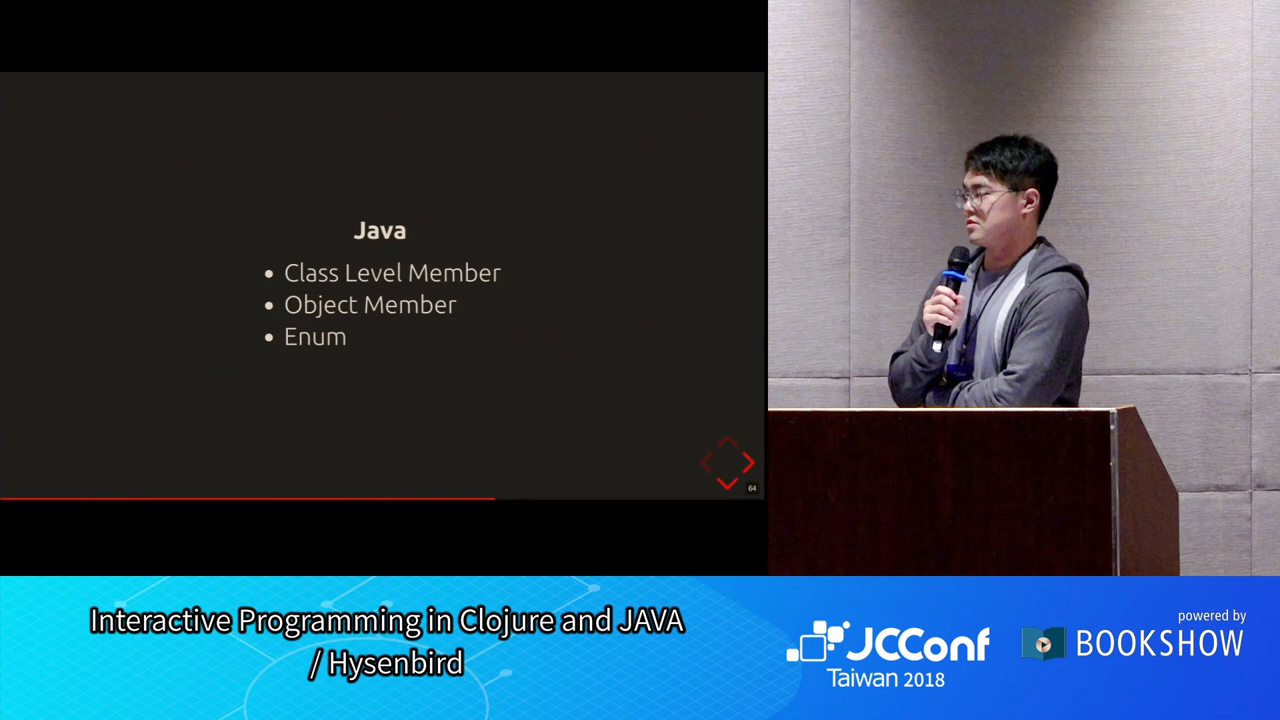 Java
Class Level Member
Object Member
Enum
64
Interactive Programming in Clojure and JAVA
/ Hysenbird
JCConf
Taiwan 2018
powered by
BOOKSHOW